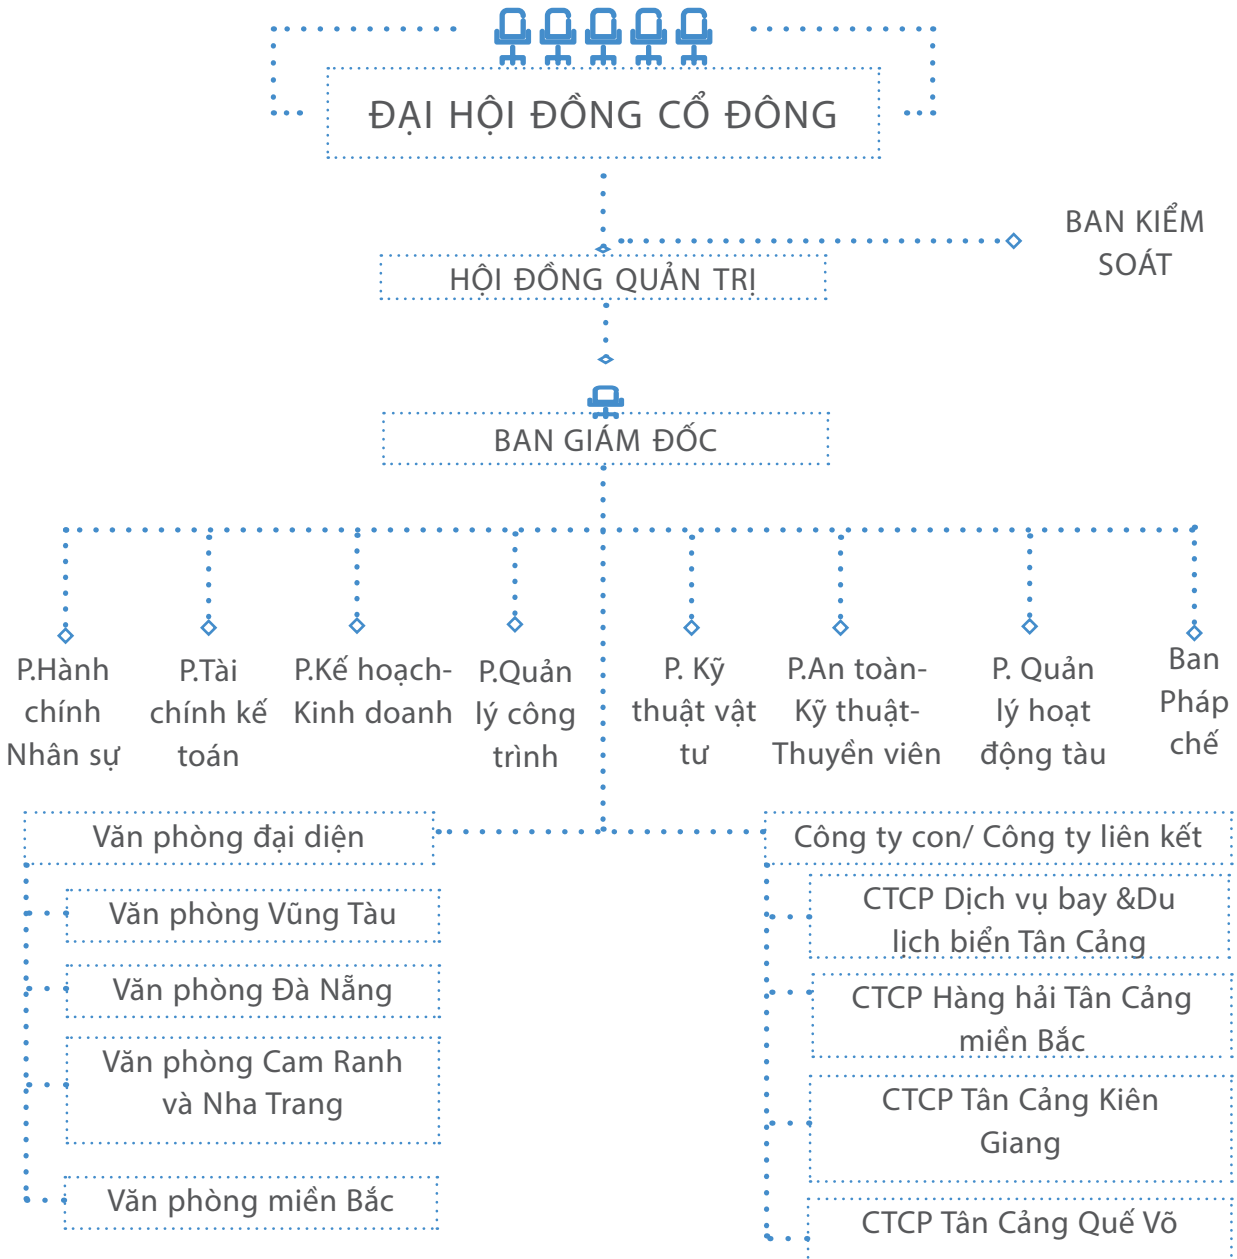 ĐẠI HỘI ĐỒNG CỔ ĐÔNG
BAN KIỂM
SOÁT
HỘI ĐỒNG QUẢN TRỊ
BAN GIÁM ĐỐC
P.Hành
chính
Nhân sự
P.Tài
chính kế
toán
P.Kế hoạch-
Kinh doanh
P.Quản
lý công
trình
P. Kỹ
thuật vật
tư
P.An toàn-
Kỹ thuật-
Thuyền viên
P. Quản
lý hoạt
động tàu
Ban
Pháp
chế
Văn phòng đại diện
Văn phòng Vũng Tàu
Văn phòng Đà Nẵng
Văn phòng Cam Ranh
và Nha Trang
Văn phòng miền Bắc
Công ty con/ Công ty liên kết
CTCP Dịch vụ bay &Du
lịch biển Tân Cảng
CTCP Hàng hải Tân Cảng
miền Bắc
CTCP Tân Cảng Kiên
Giang
CTCP Tân Cảng Quế Võ